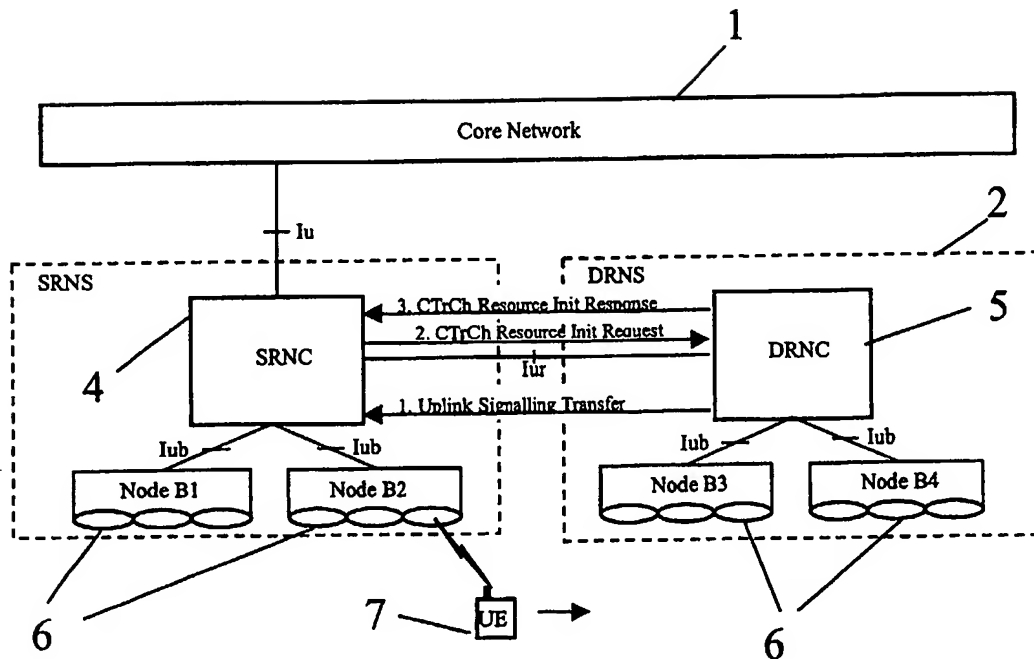 1
Core Network
Iu
2
SRNS
DRNS
3. CTrCh Resource Init Response
2. CTrCh Resource Init Request
5
4
SRNC
DRNC
Iur
1. Uplink Signalling Transfer
Iub
Iub
Iub
Iub
Node B1
Node B2
Node B3
Node B4
6
6
7
UE
6